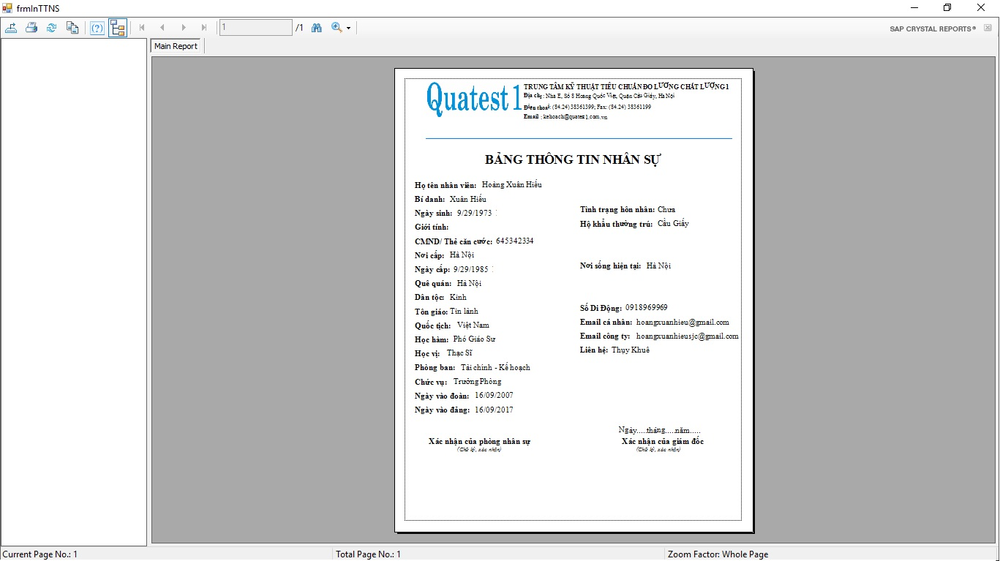 frmInTTNS
1 /1
SAP CRYSTAL REPORTS®
Main Report
Quatest 1
TRUNG TÂM KỸ THUẬT TIÊU CHUẨN ĐO LƯỜNG CHẤT LƯỢNG 1
Địa chỉ: Nhà E, Số 8 Hoàng Quốc Việt, Quận Cầu Giấy, Hà Nội
Điện thoại: (84.24) 38361399; Fax: (84.24) 38361199
Email : kehoach@quatest1.com.vn
BẢNG THÔNG TIN NHÂN SỰ
Họ tên nhân viên: Hoàng Xuân Hiếu
Bí danh: Xuân Hiếu
Ngày sinh: 9/29/1973
Giới tính:
CMND/ Thẻ căn cước: 645342334
Nơi cấp: Hà Nội
Ngày cấp: 9/29/1985
Quê quán: Hà Nội
Dân tộc: Kinh
Tôn giáo: Tin lành
Quốc tịch: Việt Nam
Học hàm: Phó Giáo Sư
Học vị: Thạc Sĩ
Phòng ban: Tài chính - Kế hoạch
Chức vụ: Trưởng Phòng
Ngày vào đoàn: 16/09/2007
Ngày vào đảng: 16/09/2017
Tình trạng hôn nhân: Chưa
Hộ khẩu thường trú: Cầu Giấy
Nơi sống hiện tại: Hà Nội
Số Di Động: 0918969969
Email cá nhân: hoangxuanhieu@gmail.com
Email công ty: hoangxuanhieusjc@gmail.com
Liên hệ: Thụy Khuê
Ngày.....tháng.....năm.....
Xác nhận của phòng nhân sự
(Chữ ký, xác nhận)
Xác nhận của giám đốc
(Chữ ký, xác nhận)
Current Page No.: 1
Total Page No.: 1
Zoom Factor: Whole Page